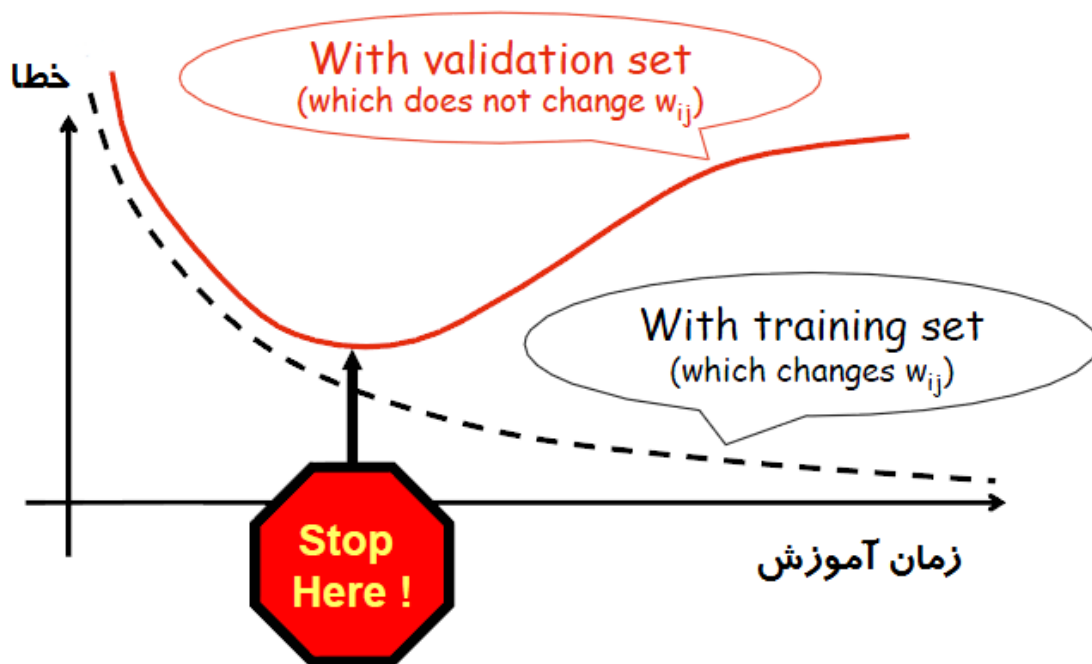 With validation set
(which does not change wij)
خطا
With training set
(which changes wij)
Stop
Here !
زمان آموزش